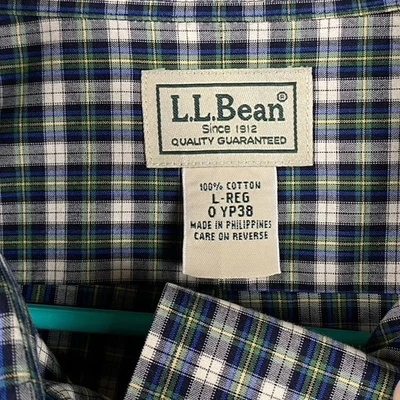 L.L.Bean®
Since 1912
QUALITY GUARANTEED
100% COTTON
L-REG
0 YP38
MADE IN PHILIPPINES
CARE ON REVERSE